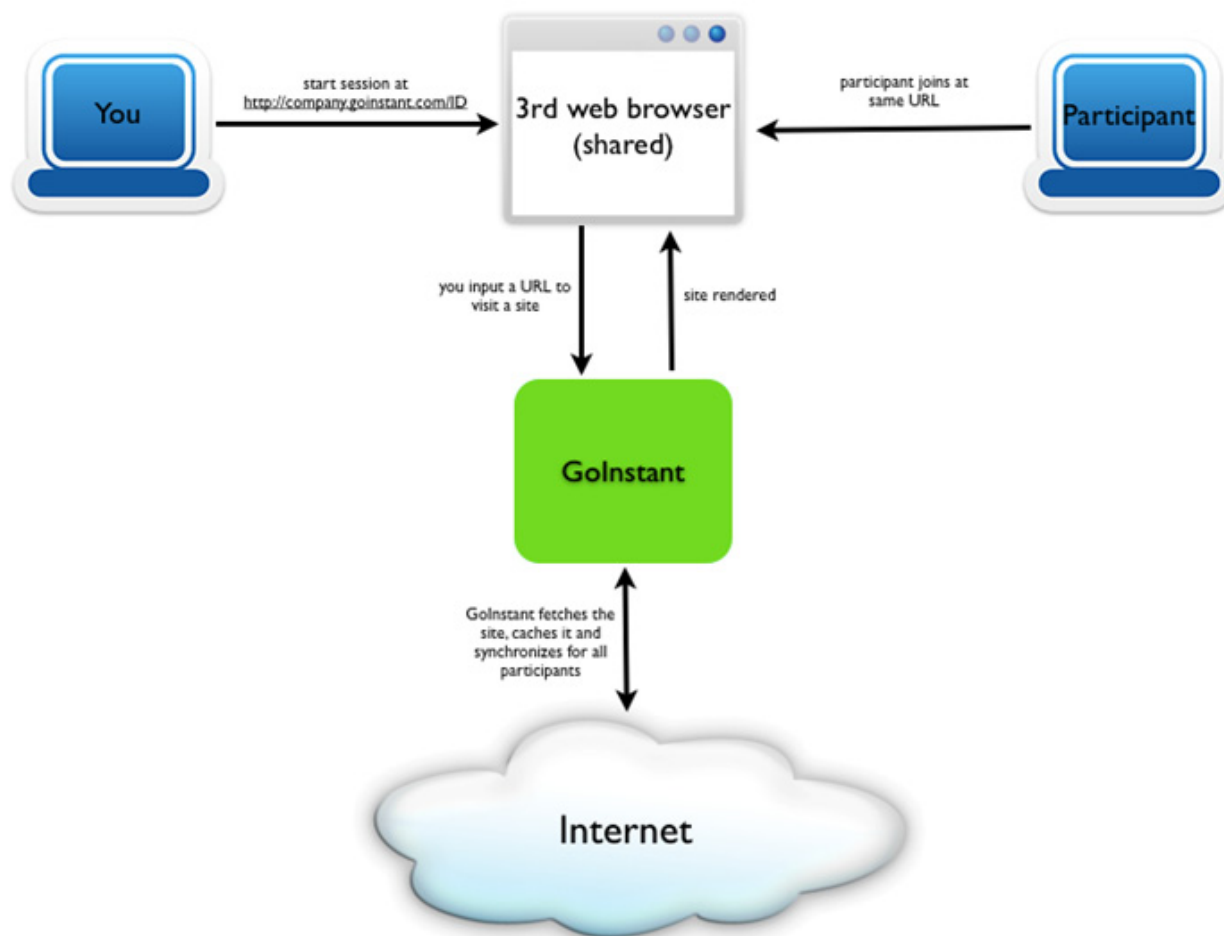 You
start session at
http://company.goinstant.com/ID
3rd web browser
(shared)
participant joins at
same URL
Participant
you input a URL to
visit a site
site rendered
GoInstant
GoInstant fetches the
site, caches it and
synchronizes for all
participants
Internet